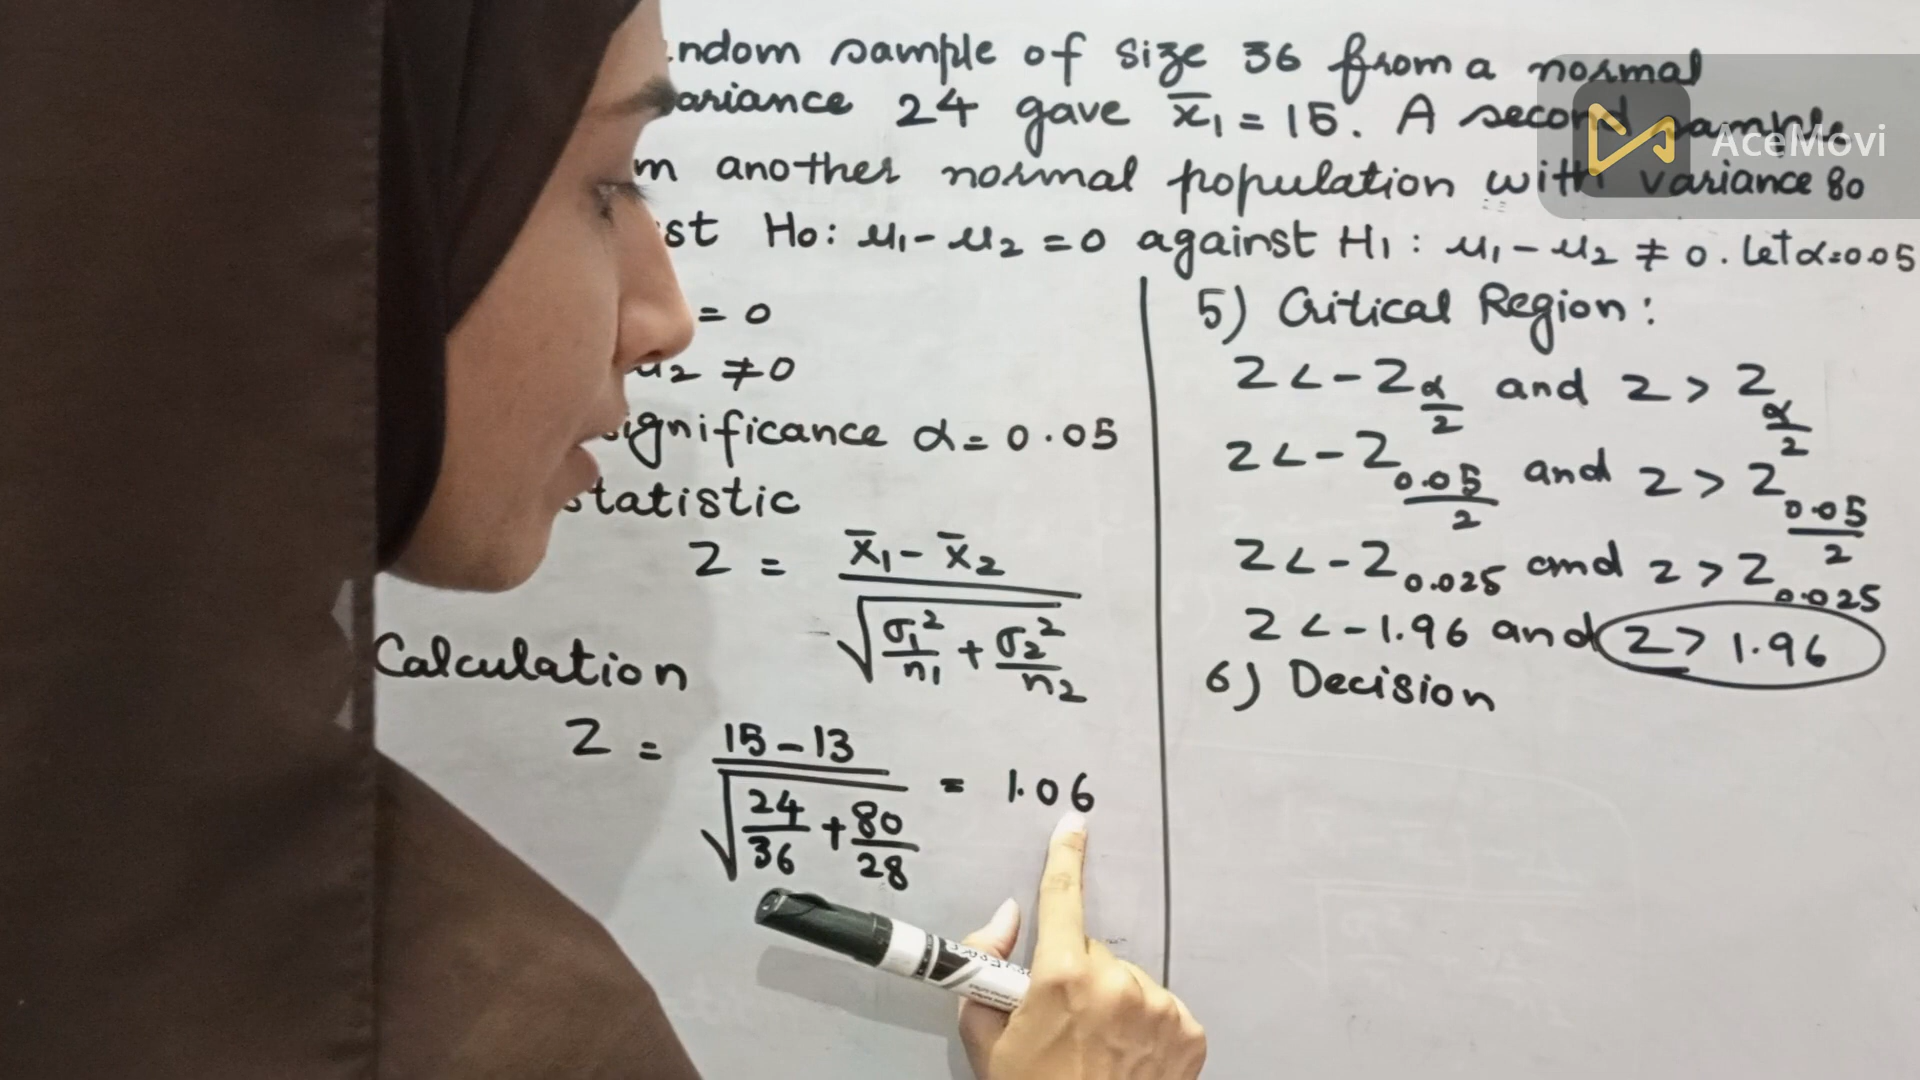 ndom sample of size 36 from a normal
ariance 24 gave x̄₁ = 15. A second sample
AceMovi
m another normal population with variance 80
st H₀: μ₁ - μ₂ = 0 against H₁: μ₁ - μ₂ ≠ 0. Let α=0.05
= 0
μ₂ ≠ 0
significance α = 0.05
statistic
Z = (x̄₁ - x̄₂) / √(σ₁²/n₁ + σ₂²/n₂)
Calculation
Z = (15 - 13) / √(24/36 + 80/28) = 1.06
5) Critical Region:
Z < - Z α/2 and Z > Z α/2
Z < - Z 0.05/2 and Z > Z 0.05/2
Z < - Z 0.025 and Z > Z 0.025
Z < -1.96 and Z > 1.96
6) Decision